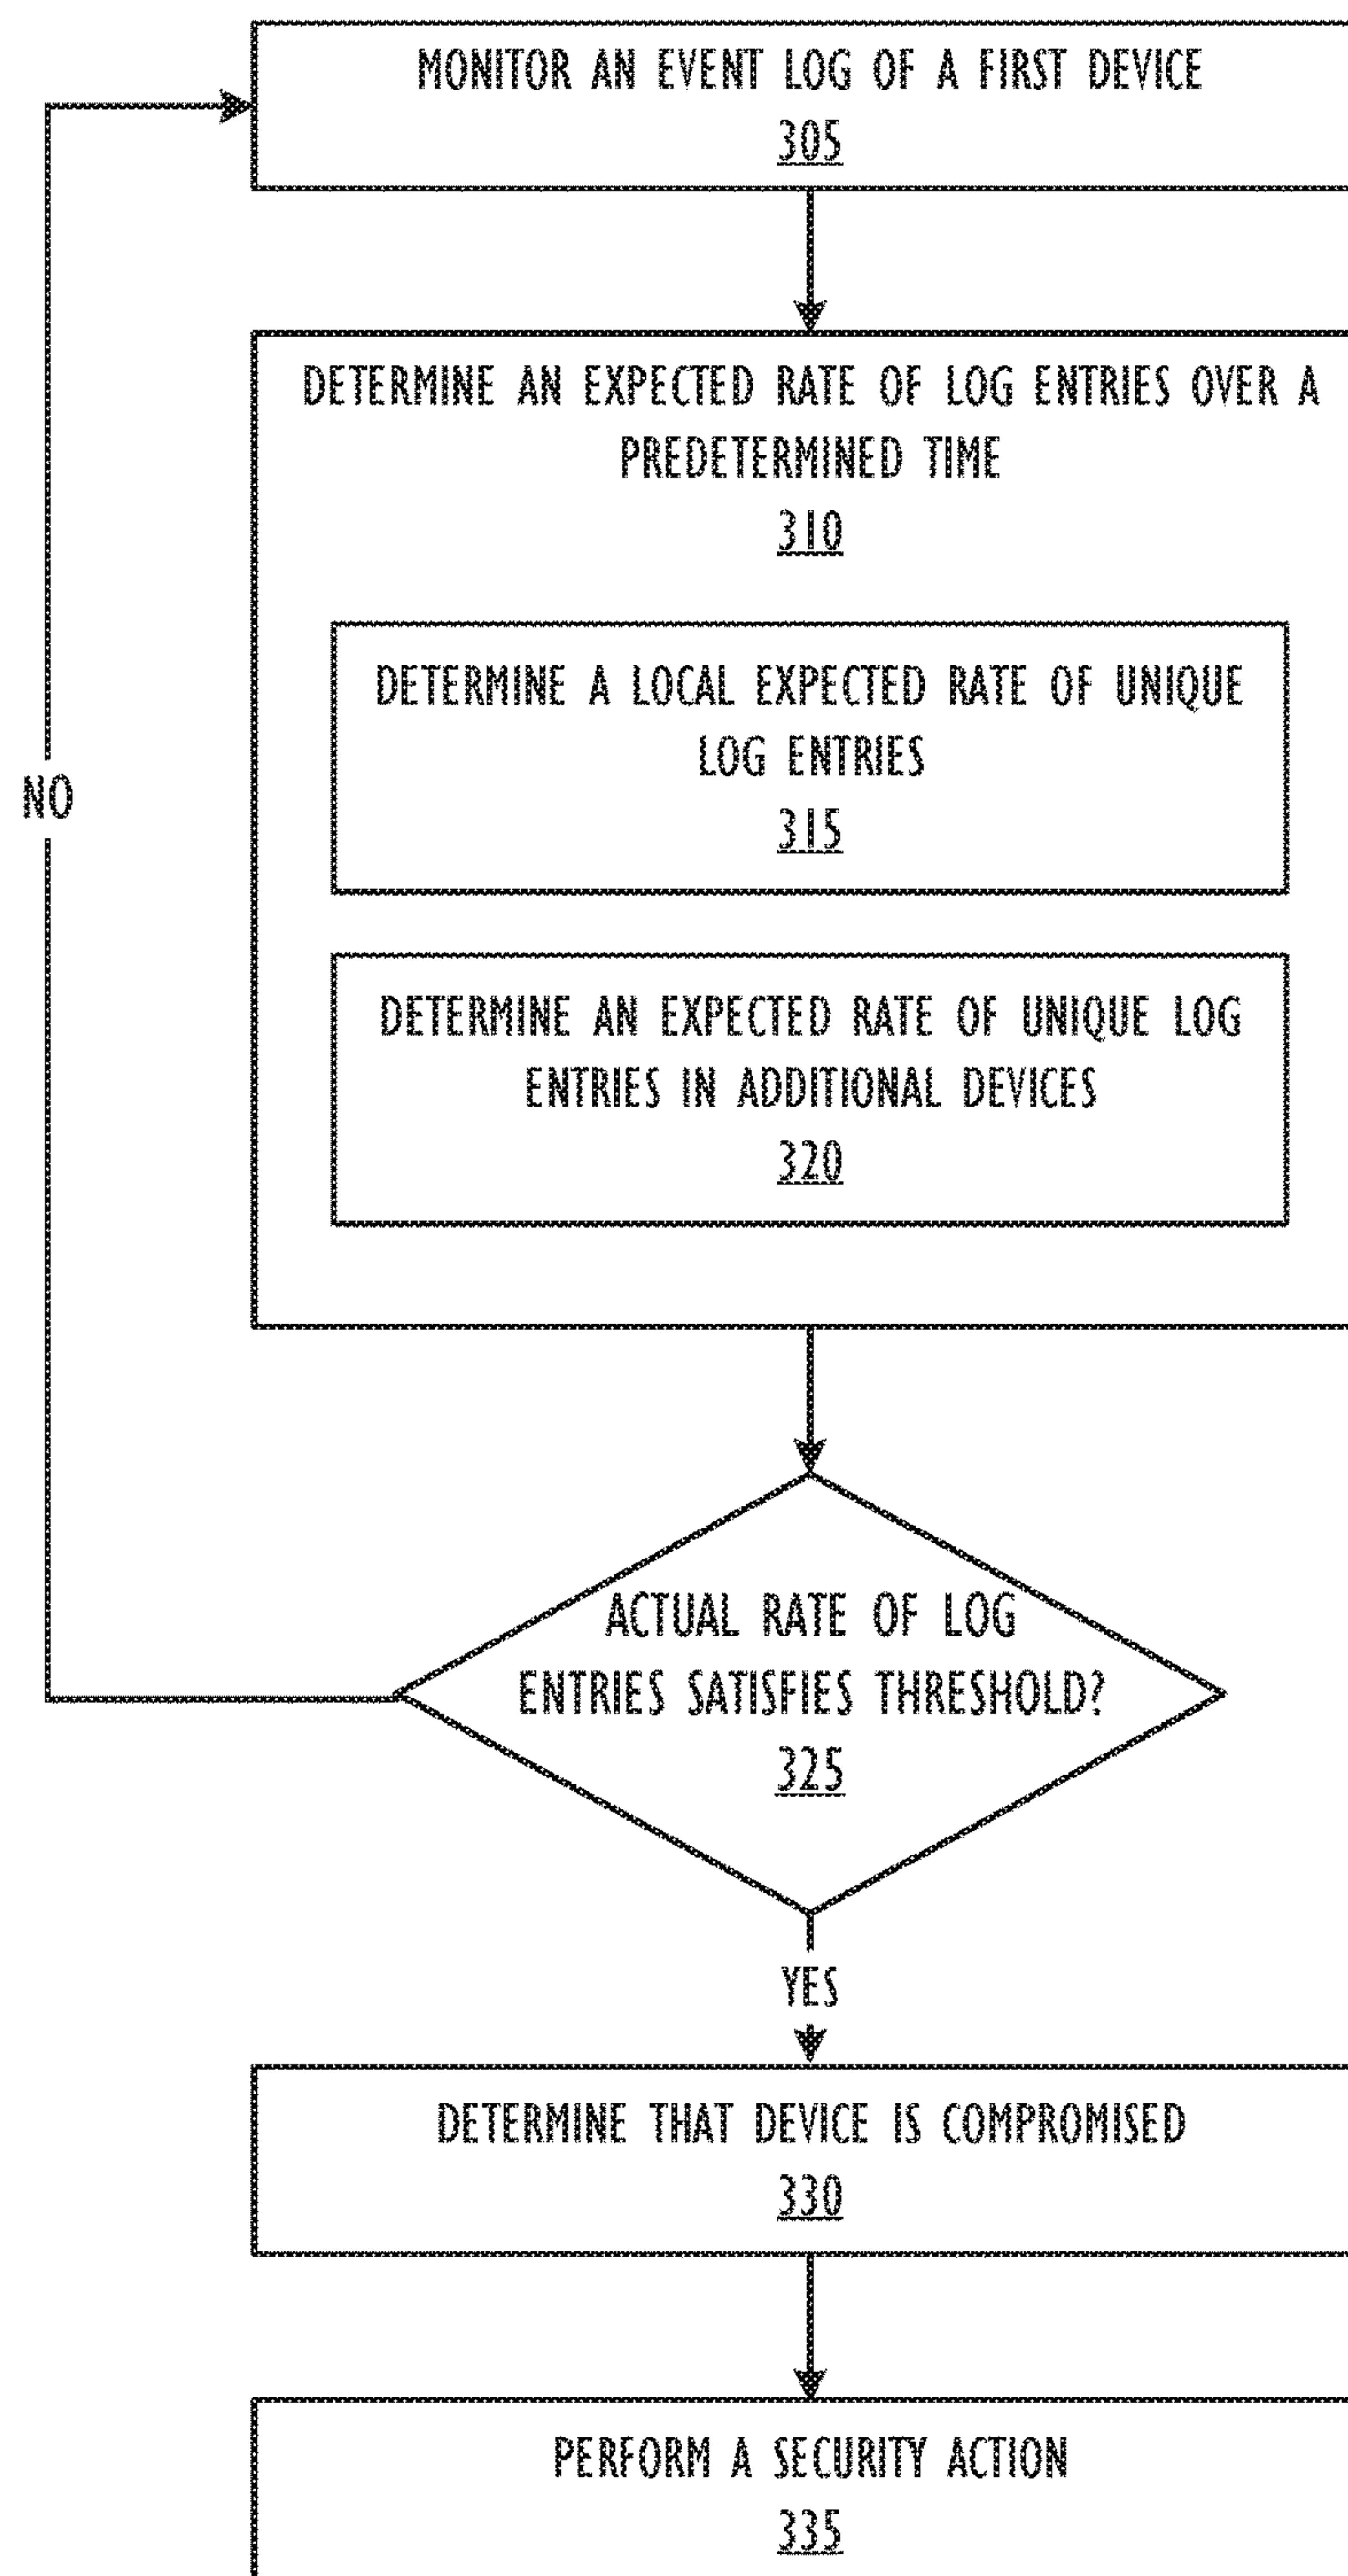 MONITOR AN EVENT LOG OF A FIRST DEVICE
305
DETERMINE AN EXPECTED RATE OF LOG ENTRIES OVER A
PREDETERMINED TIME
310
DETERMINE A LOCAL EXPECTED RATE OF UNIQUE
LOG ENTRIES
315
NO
DETERMINE AN EXPECTED RATE OF UNIQUE LOG
ENTRIES IN ADDITIONAL DEVICES
320
ACTUAL RATE OF LOG
ENTRIES SATISFIES THRESHOLD?
325
YES
DETERMINE THAT DEVICE IS COMPROMISED
330
PERFORM A SECURITY ACTION
335